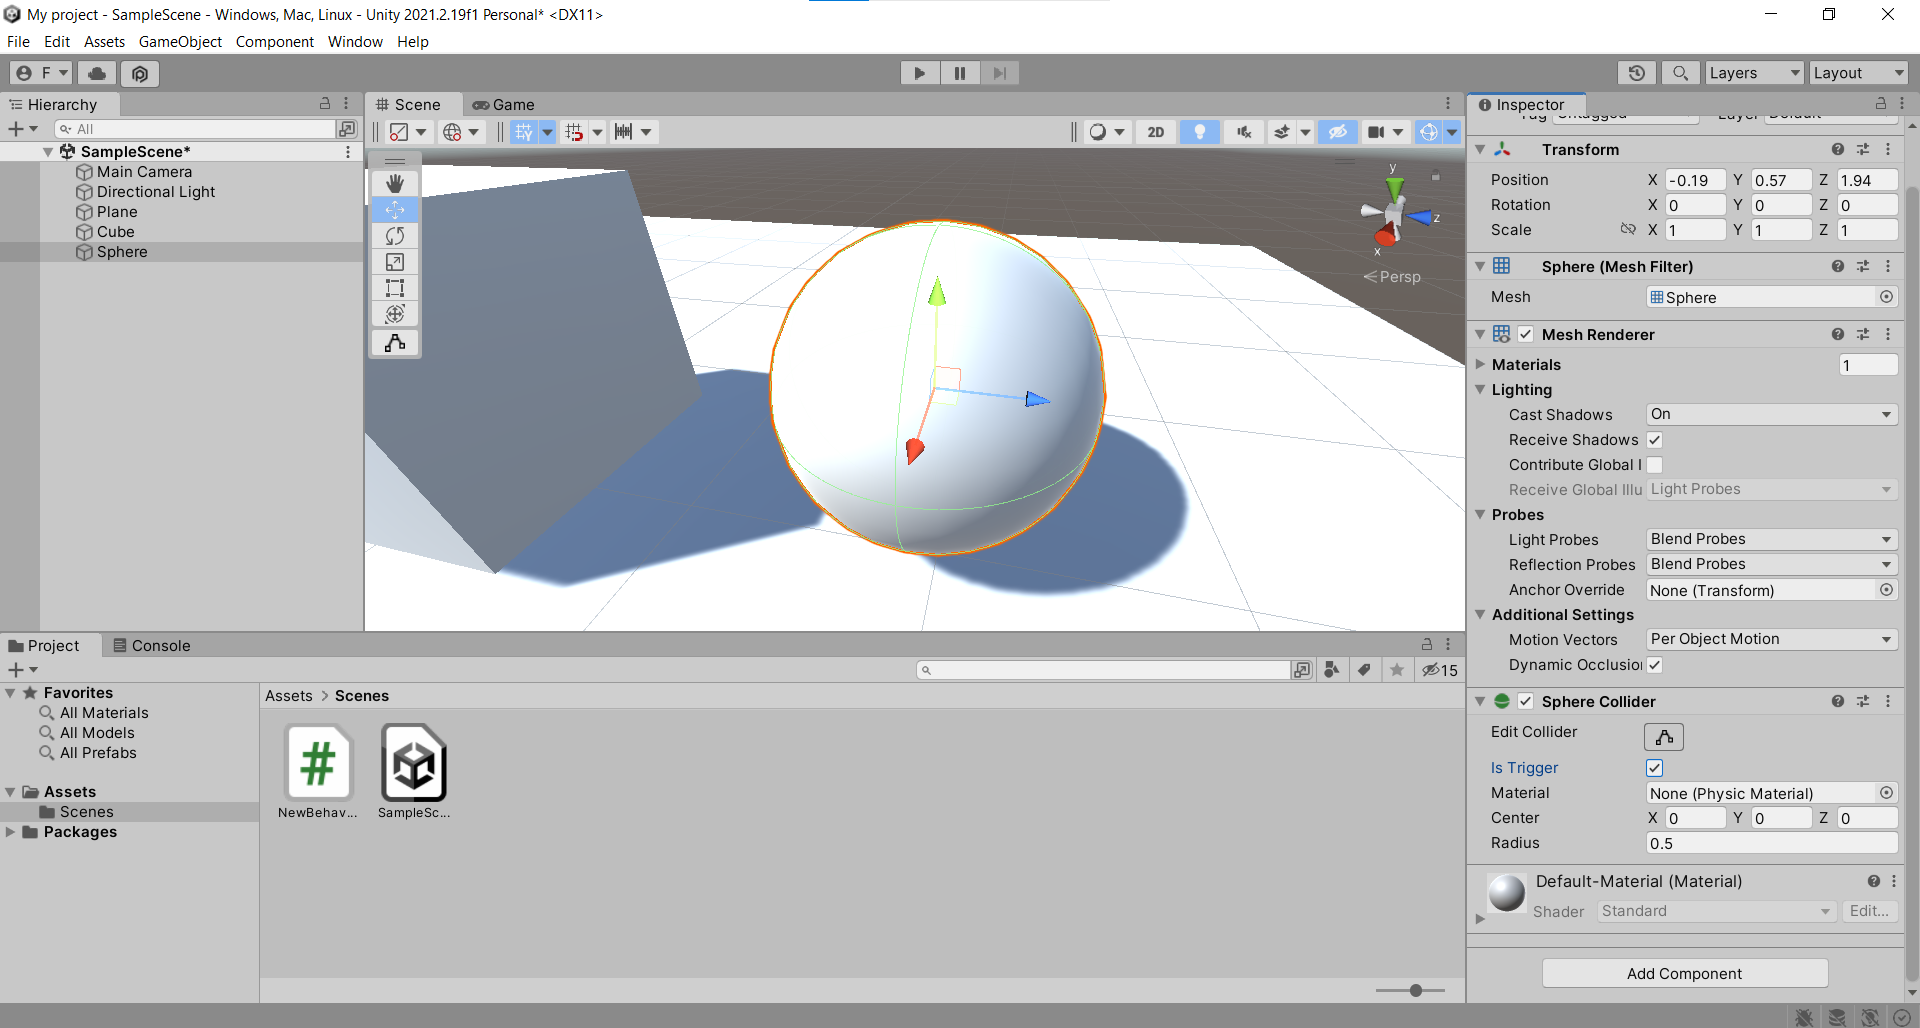 My project - SampleScene - Windows, Mac, Linux - Unity 2021.2.19f1 Personal* <DX11>
File Edit Assets GameObject Component Window Help
F
Layers
Layout
Hierarchy
All
SampleScene*
Main Camera
Directional Light
Plane
Cube
Sphere
Scene
Game
2D
y
z
x
Persp
Inspector
Tag Untagged Layer Default
Transform
Position X -0.19 Y 0.57 Z 1.94
Rotation X 0 Y 0 Z 0
Scale X 1 Y 1 Z 1
Sphere (Mesh Filter)
Mesh Sphere
Mesh Renderer
Materials 1
Lighting
Cast Shadows On
Receive Shadows
Contribute Global I
Receive Global Illu Light Probes
Probes
Light Probes Blend Probes
Reflection Probes Blend Probes
Anchor Override None (Transform)
Additional Settings
Motion Vectors Per Object Motion
Dynamic Occlusion
Sphere Collider
Edit Collider
Is Trigger
Material None (Physic Material)
Center X 0 Y 0 Z 0
Radius 0.5
Default-Material (Material)
Shader Standard Edit...
Add Component
Project
Console
15
Favorites
All Materials
All Models
All Prefabs
Assets
Scenes
Packages
Assets > Scenes
NewBehav...
SampleSc...